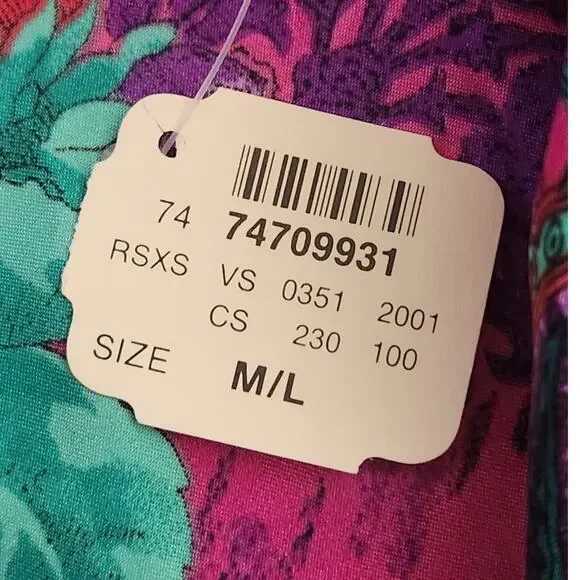 74 74709931
RSXS VS 0351 2001
CS 230 100
SIZE M/L